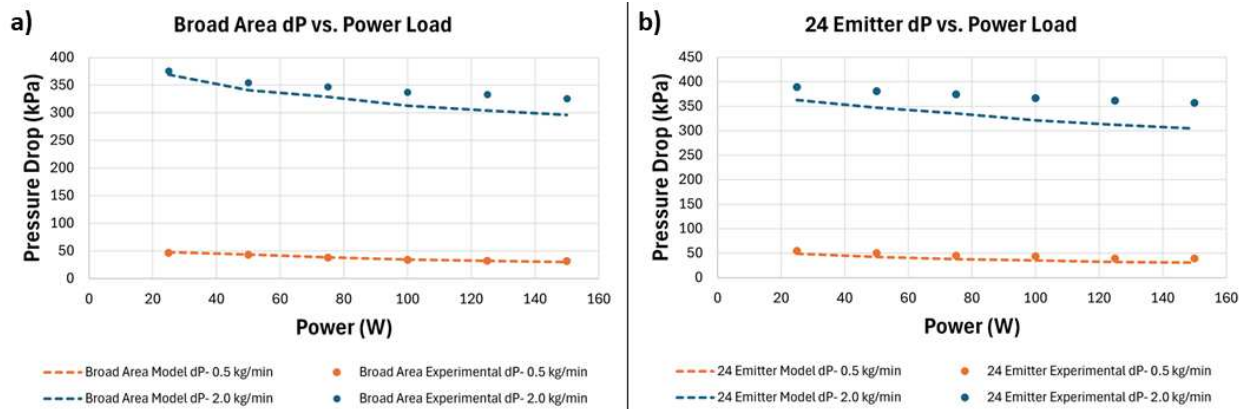 a)
Broad Area dP vs. Power Load
Pressure Drop (kPa)
400
350
300
250
200
150
100
50
0
0 20 40 60 80 100 120 140 160
Power (W)
Broad Area Model dP- 0.5 kg/min
Broad Area Experimental dP- 0.5 kg/min
Broad Area Model dP- 2.0 kg/min
Broad Area Experimental dP- 2.0 kg/min
b)
24 Emitter dP vs. Power Load
Pressure Drop (kPa)
450
400
350
300
250
200
150
100
50
0
0 20 40 60 80 100 120 140 160
Power (W)
24 Emitter Model dP- 0.5 kg/min
24 Emitter Experimental dP- 0.5 kg/min
24 Emitter Model dP- 2.0 kg/min
24 Emitter Experimental dP- 2.0 kg/min